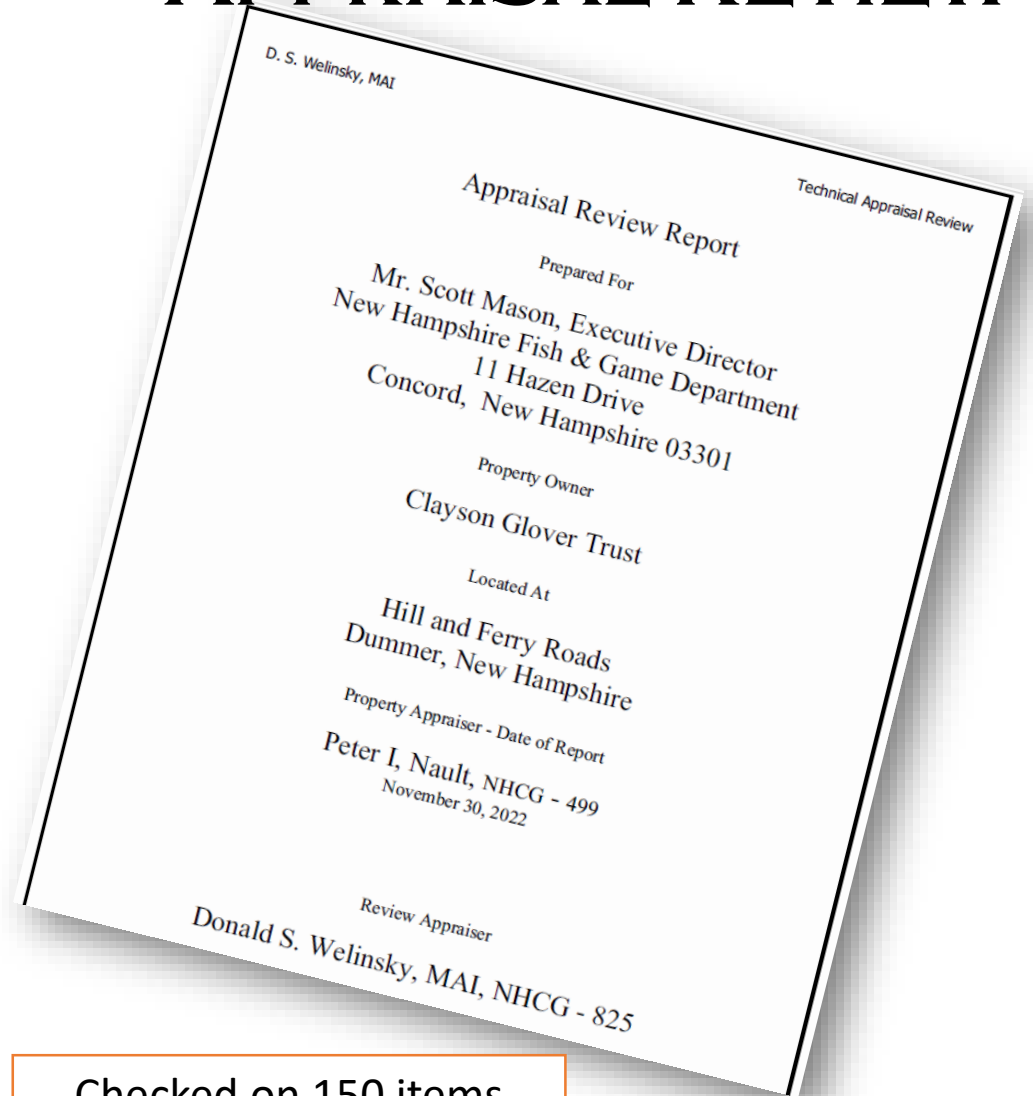 APPRAISAL REVIEW
D. S. Welinsky, MAI
Technical Appraisal Review
Appraisal Review Report
Prepared For
Mr. Scott Mason, Executive Director
New Hampshire Fish & Game Department
11 Hazen Drive
Concord, New Hampshire 03301
Property Owner
Clayson Glover Trust
Located At
Hill and Ferry Roads
Dummer, New Hampshire
Property Appraiser - Date of Report
Peter I, Nault, NHCG - 499
November 30, 2022
Review Appraiser
Donald S. Welinsky, MAI, NHCG - 825
Checked on 150 items